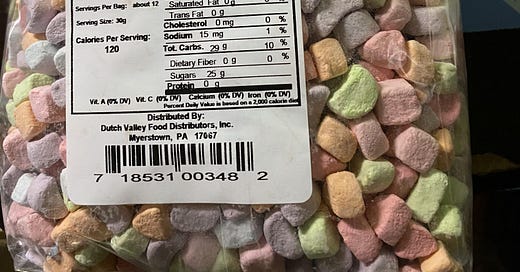 Servings Per Bag: about 12
Serving Size: 30g
Calories Per Serving:
120
Saturated Fat 0 g
Trans Fat 0 g
Cholesterol 0 mg 0 %
Sodium 15 mg 1 %
Tot. Carbs. 29 g 10 %
Dietary Fiber 0 g 0 %
Sugars 25 g
Protein 0 g
Vit. A (0% DV) Vit. C (0% DV) Calcium (0% DV) Iron (0% DV)
Percent Daily Value is based on a 2,000 calorie diet
Distributed By:
Dutch Valley Food Distributors, Inc.
Myerstown, PA 17067
7 18531 00348 2